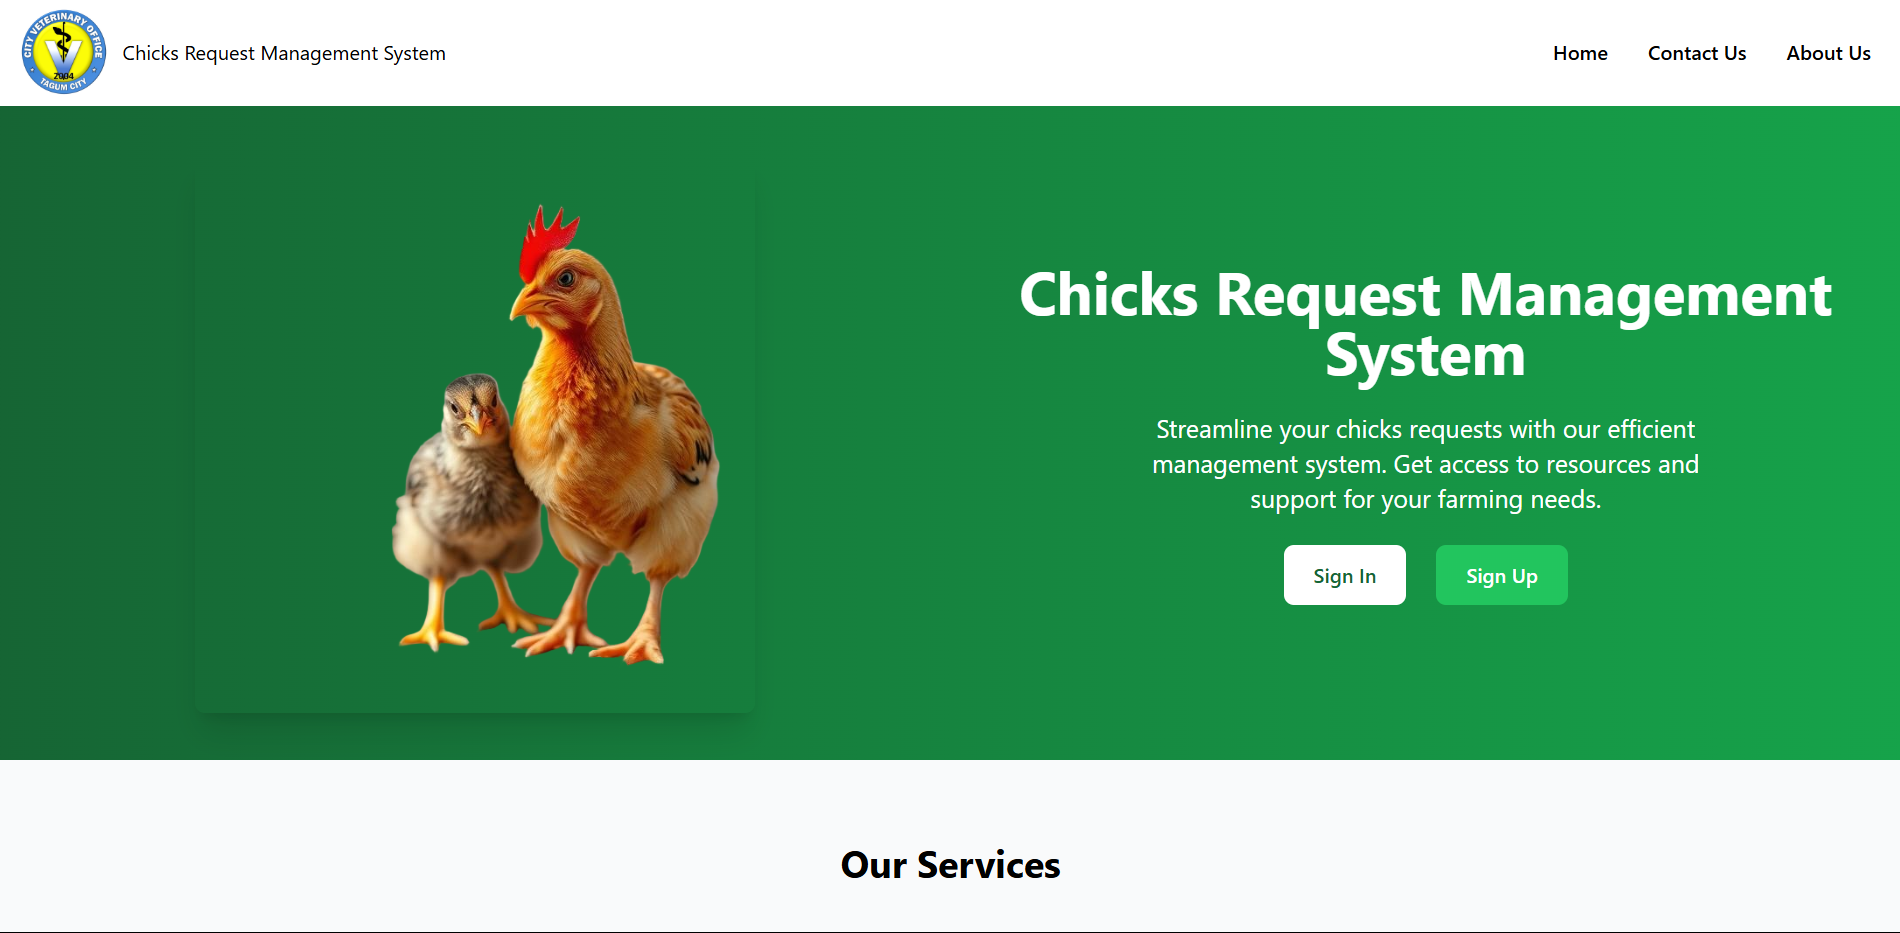 CITY VETERINARY OFFICE
V
2004
TAGUM CITY
Chicks Request Management System
Home
Contact Us
About Us
Chicks Request Management
System
Streamline your chicks requests with our efficient
management system. Get access to resources and
support for your farming needs.
Sign In
Sign Up
Our Services